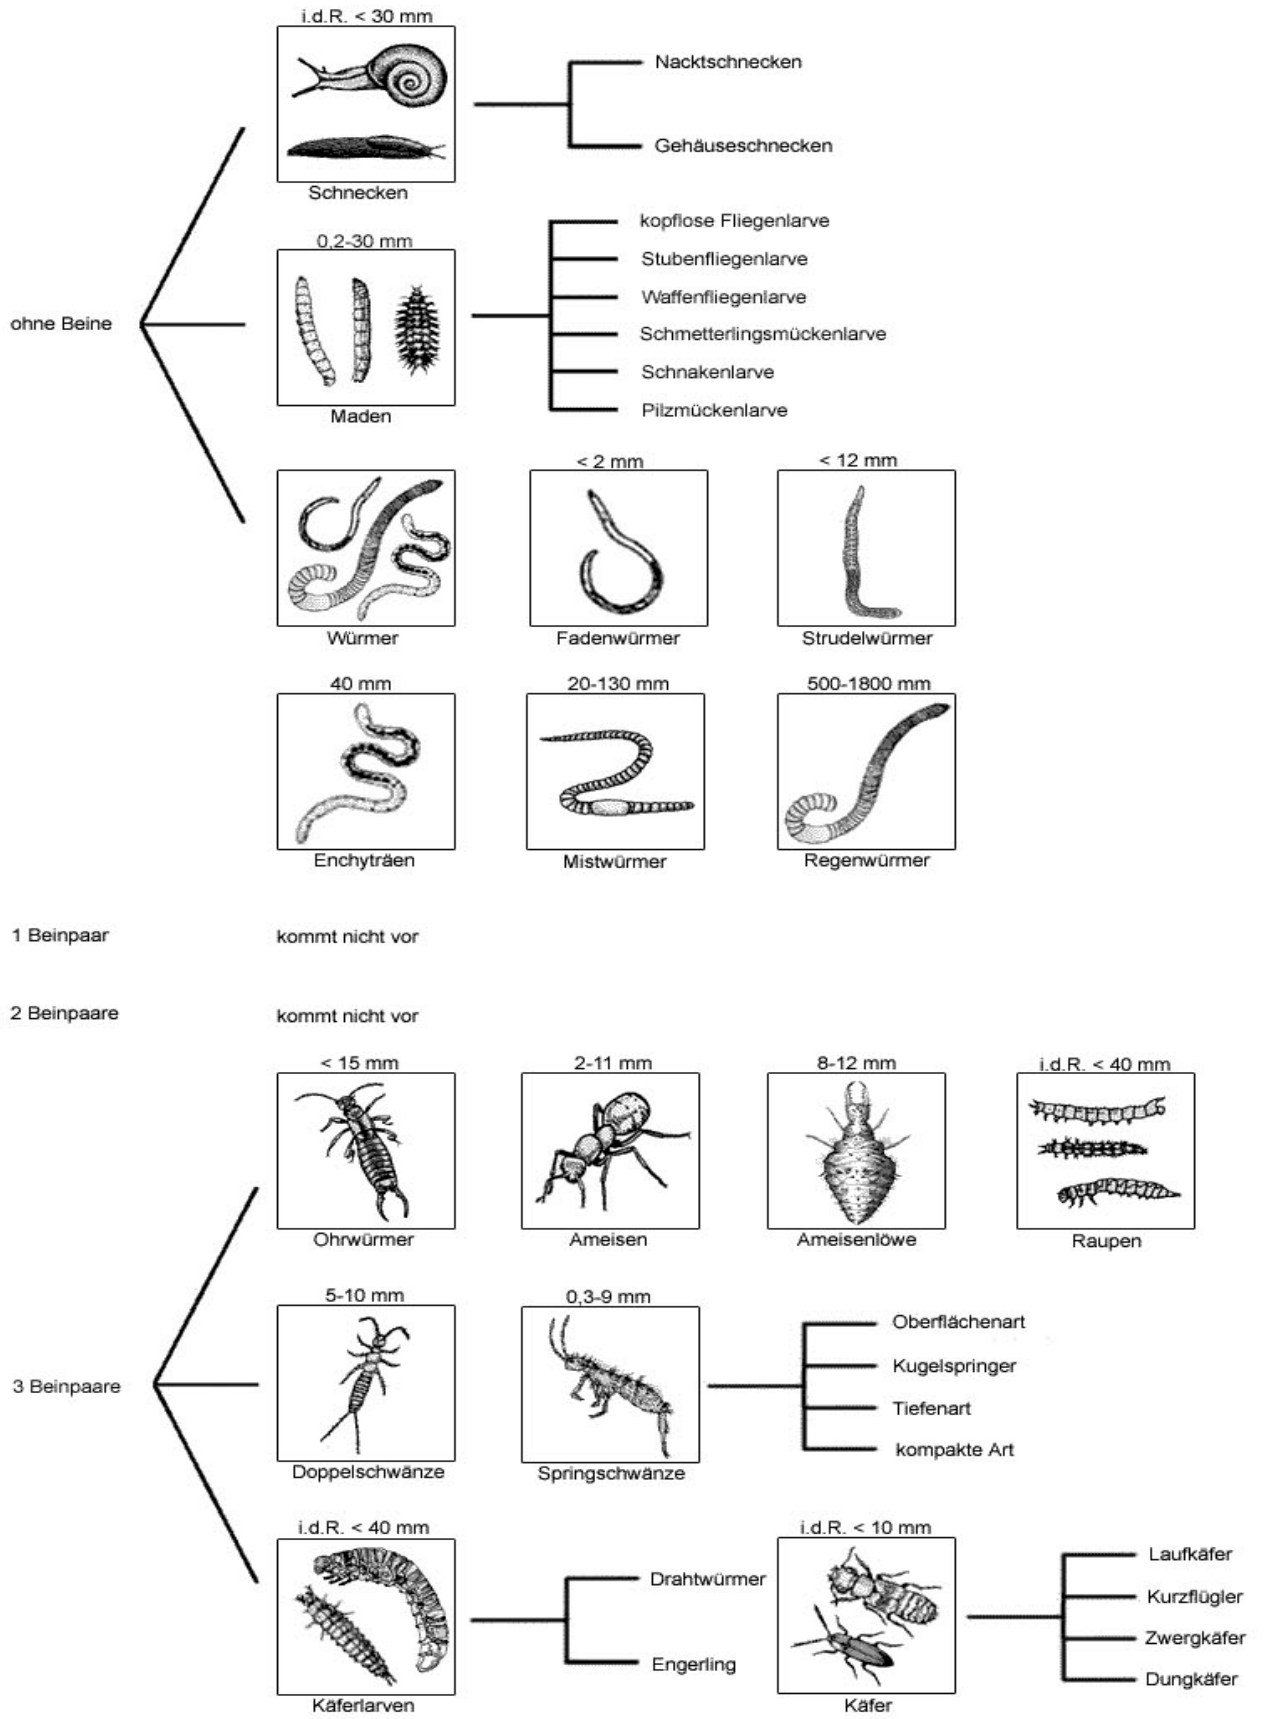 i.d.R. < 30 mm
Nacktschnecken
Gehäuseschnecken
Schnecken
ohne Beine
0,2-30 mm
Maden
kopflose Fliegenlarve
Stubenfliegenlarve
Waffenfliegenlarve
Schmetterlingsmückenlarve
Schnakenlarve
Pilzmückenlarve
Würmer
< 2 mm
Fadenwürmer
< 12 mm
Strudelwürmer
40 mm
Enchyträen
20-130 mm
Mistwürmer
500-1800 mm
Regenwürmer
1 Beinpaar
kommt nicht vor
2 Beinpaare
kommt nicht vor
3 Beinpaare
< 15 mm
Ohrwürmer
2-11 mm
Ameisen
8-12 mm
Ameisenlöwe
i.d.R. < 40 mm
Raupen
5-10 mm
Doppelschwänze
0,3-9 mm
Springschwänze
Oberflächenart
Kugelspringer
Tiefenart
kompakte Art
i.d.R. < 40 mm
Käferlarven
Drahtwürmer
Engerling
i.d.R. < 10 mm
Käfer
Laufkäfer
Kurzflügler
Zwergkäfer
Dungkäfer